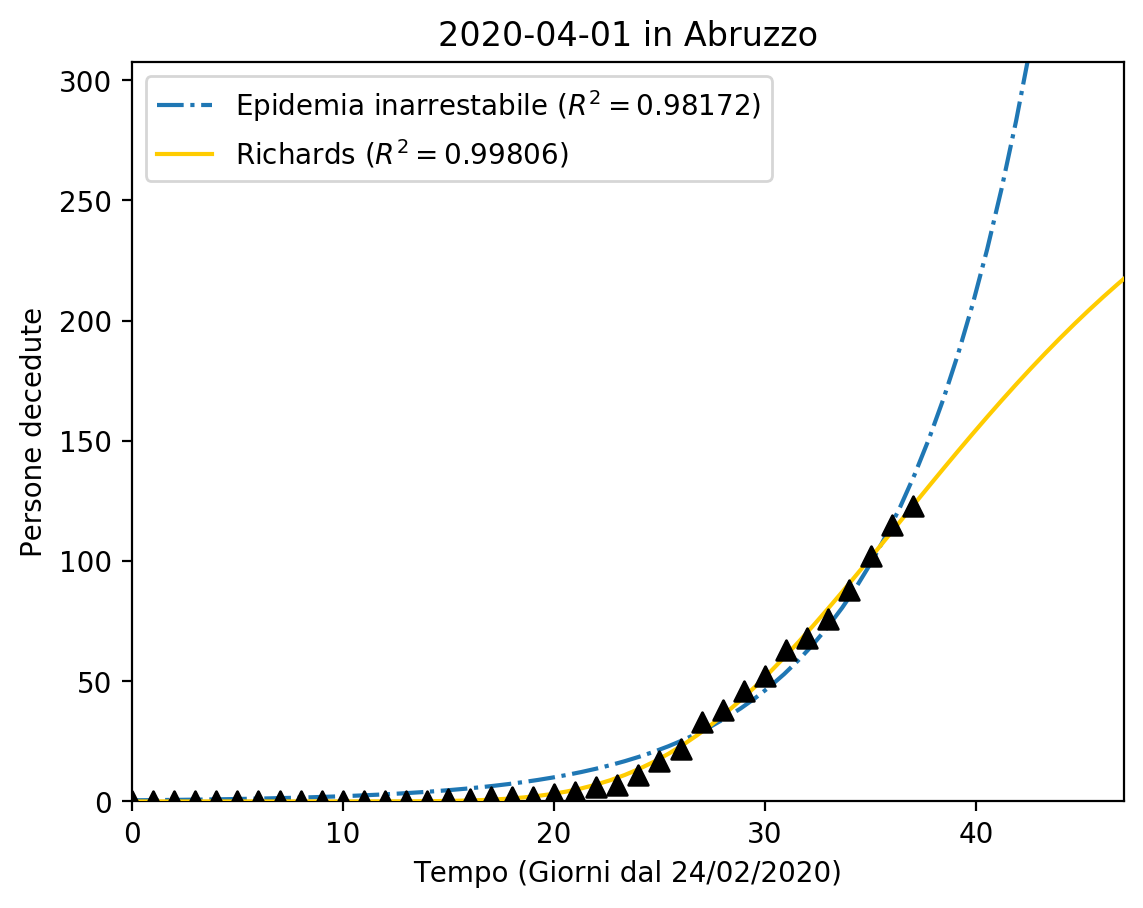 2020-04-01 in Abruzzo
Epidemia inarrestabile (R² = 0.98172)
Richards (R² = 0.99806)
Persone decedute
300
250
200
150
100
50
0
0 10 20 30 40
Tempo (Giorni dal 24/02/2020)